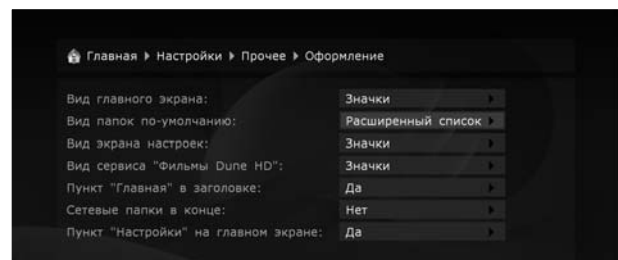 Главная ▸ Настройки ▸ Прочее ▸ Оформление
Вид главного экрана: Значки
Вид папок по-умолчанию: Расширенный список
Вид экрана настроек: Значки
Вид сервиса "Фильмы Dune HD": Значки
Пункт "Главная" в заголовке: Да
Сетевые папки в конце: Нет
Пункт "Настройки" на главном экране: Да